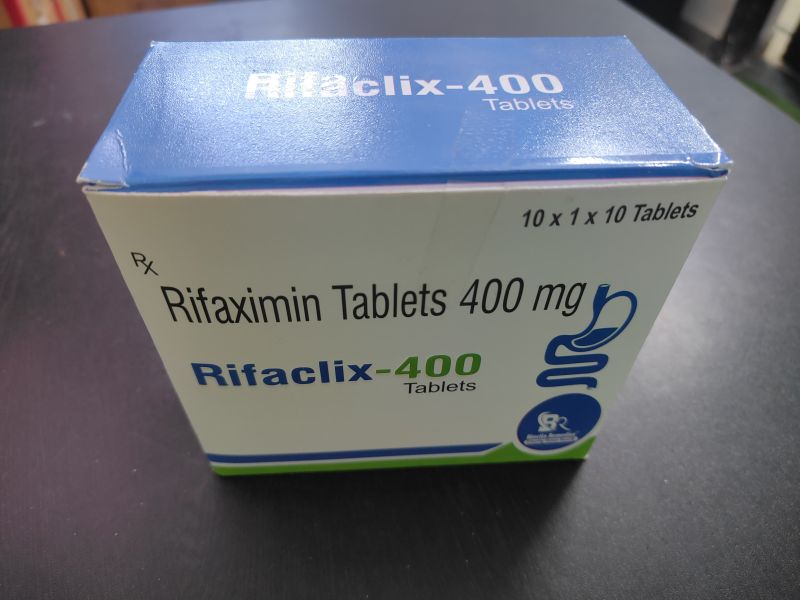 Rifaclix-400
Tablets
10 x 1 x 10 Tablets
Rx
Rifaximin Tablets 400 mg
Rifaclix-400
Tablets